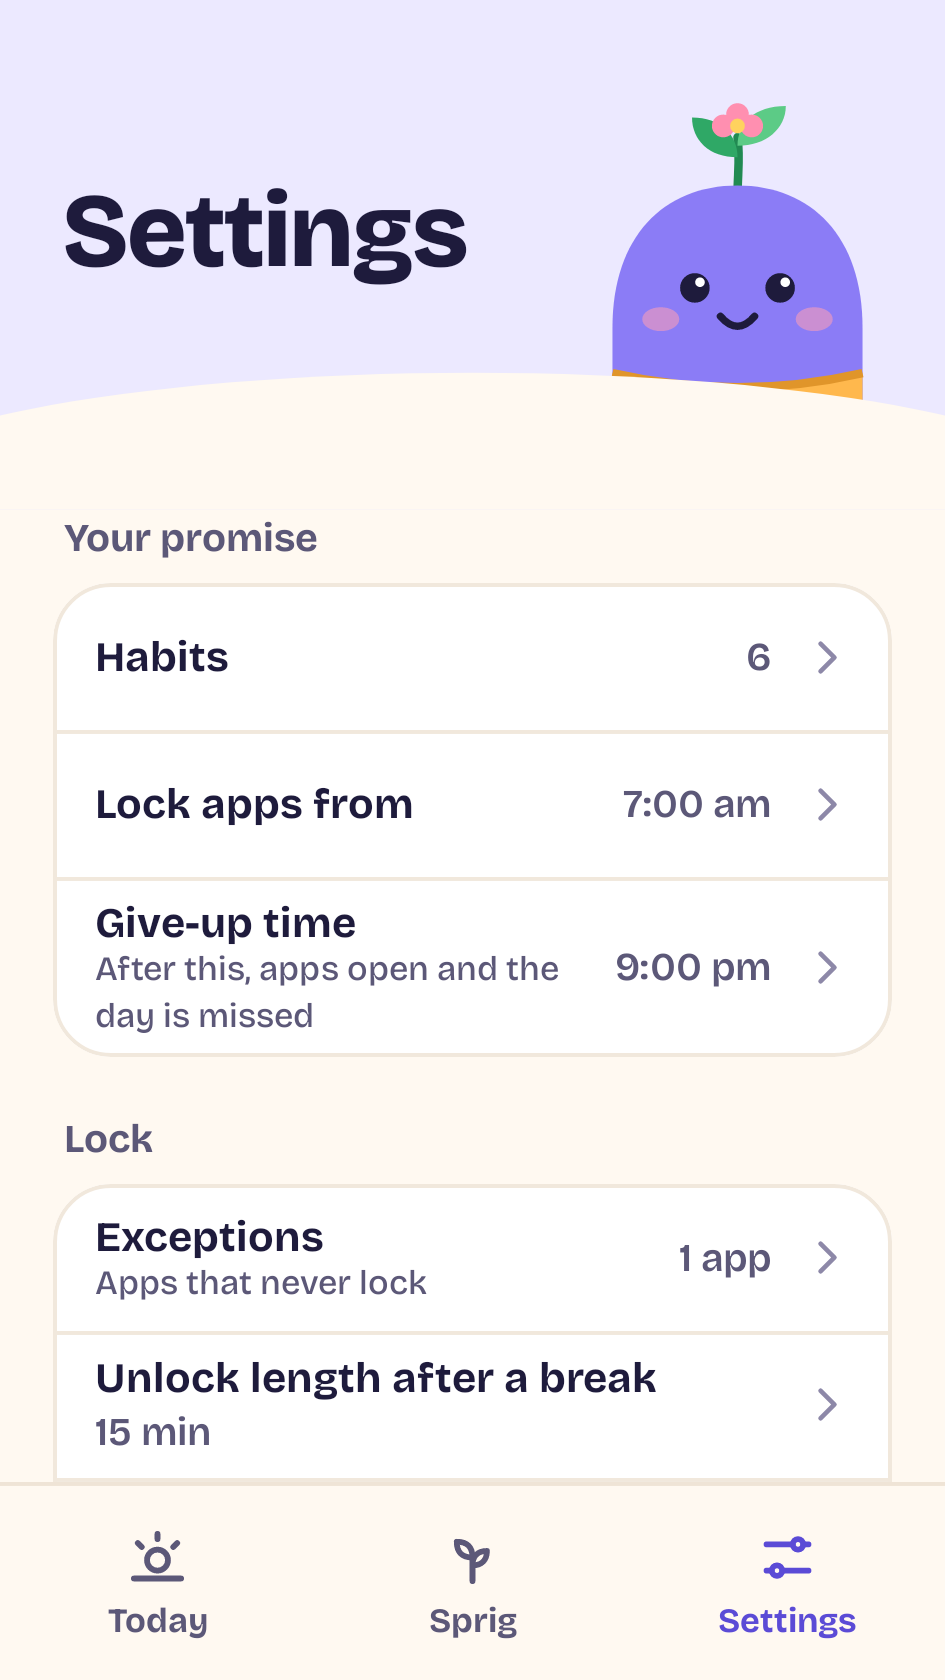 Settings
Your promise
Habits
6
Lock apps from
7:00 am
Give-up time
After this, apps open and the
day is missed
9:00 pm
Lock
Exceptions
Apps that never lock
1 app
Unlock length after a break
15 min
Today
Sprig
Settings